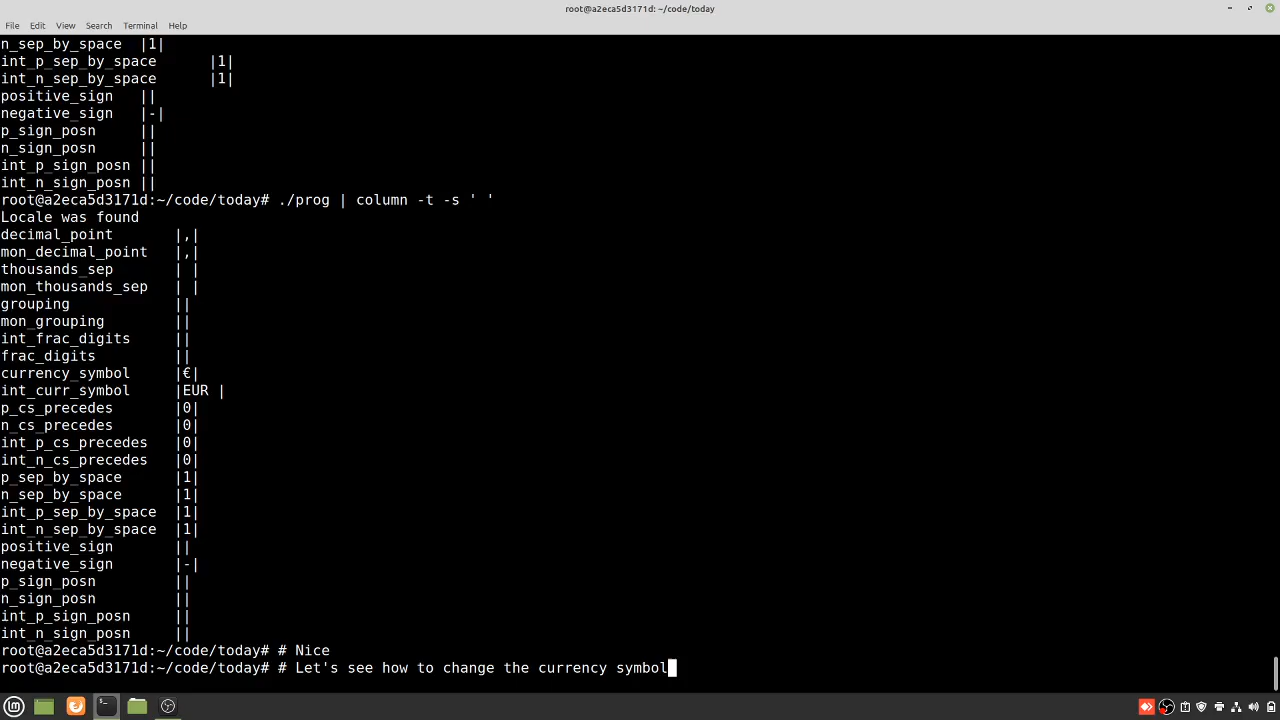 root@a2eca5d3171d: ~/code/today
File Edit View Search Terminal Help
n_sep_by_space  |1|
int_p_sep_by_space      |1|
int_n_sep_by_space      |1|
positive_sign   ||
negative_sign   |-|
p_sign_posn     ||
n_sign_posn     ||
int_p_sign_posn ||
int_n_sign_posn ||
root@a2eca5d3171d:~/code/today# ./prog | column -t -s ' '
Locale was found
decimal_point       |,|
mon_decimal_point   |,|
thousands_sep       | |
mon_thousands_sep   | |
grouping            ||
mon_grouping        ||
int_frac_digits     ||
frac_digits         ||
currency_symbol     |€|
int_curr_symbol     |EUR |
p_cs_precedes       |0|
n_cs_precedes       |0|
int_p_cs_precedes   |0|
int_n_cs_precedes   |0|
p_sep_by_space      |1|
n_sep_by_space      |1|
int_p_sep_by_space  |1|
int_n_sep_by_space  |1|
positive_sign       ||
negative_sign       |-|
p_sign_posn         ||
n_sign_posn         ||
int_p_sign_posn     ||
int_n_sign_posn     ||
root@a2eca5d3171d:~/code/today# # Nice
root@a2eca5d3171d:~/code/today# # Let's see how to change the currency symbol